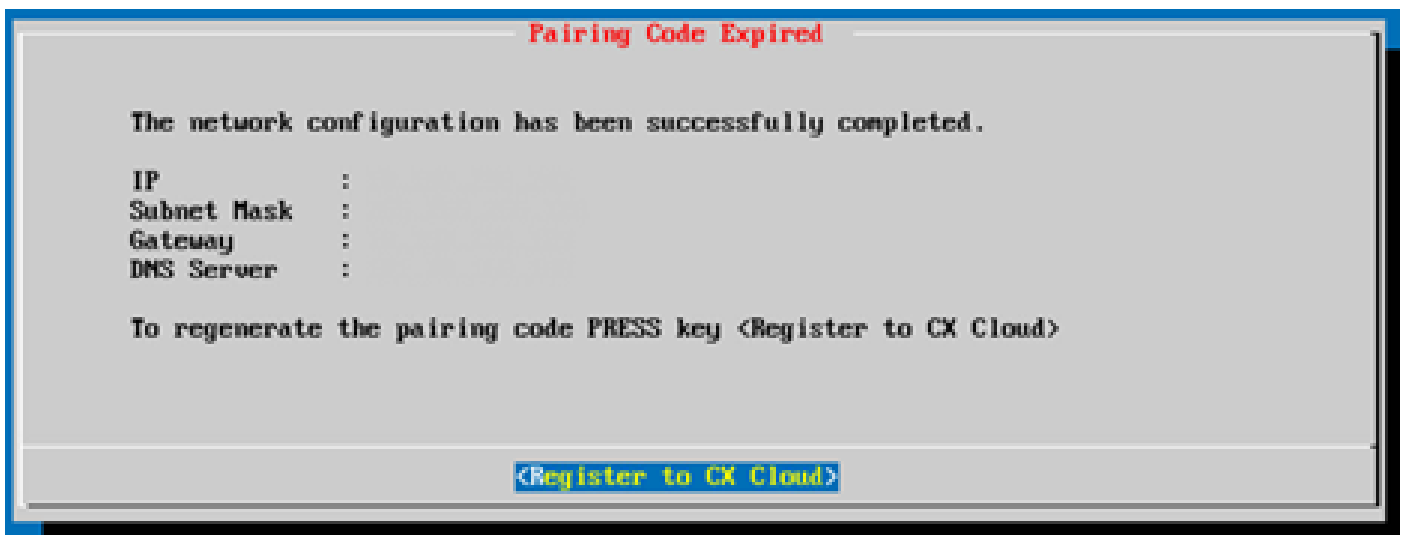 Pairing Code Expired
The network configuration has been successfully completed.
IP :
Subnet Mask :
Gateway :
DNS Server :
To regenerate the pairing code PRESS key <Register to CX Cloud>
<Register to CX Cloud>